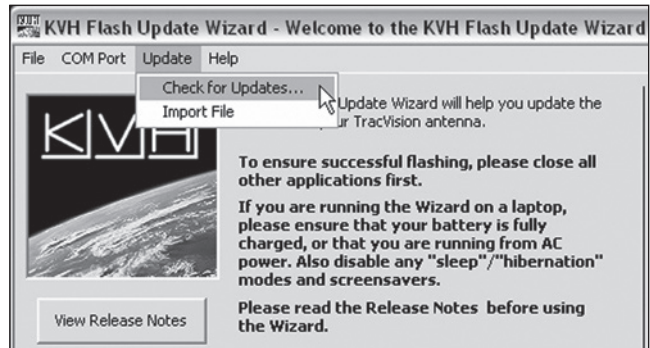 KVH Flash Update Wizard - Welcome to the KVH Flash Update Wizard
File COM Port Update Help
Check for Updates...
Import File
KVH
Update Wizard will help you update the
ur TracVision antenna.
To ensure successful flashing, please close all
other applications first.
If you are running the Wizard on a laptop,
please ensure that your battery is fully
charged, or that you are running from AC
power. Also disable any "sleep"/"hibernation"
modes and screensavers.
Please read the Release Notes before using
the Wizard.
View Release Notes